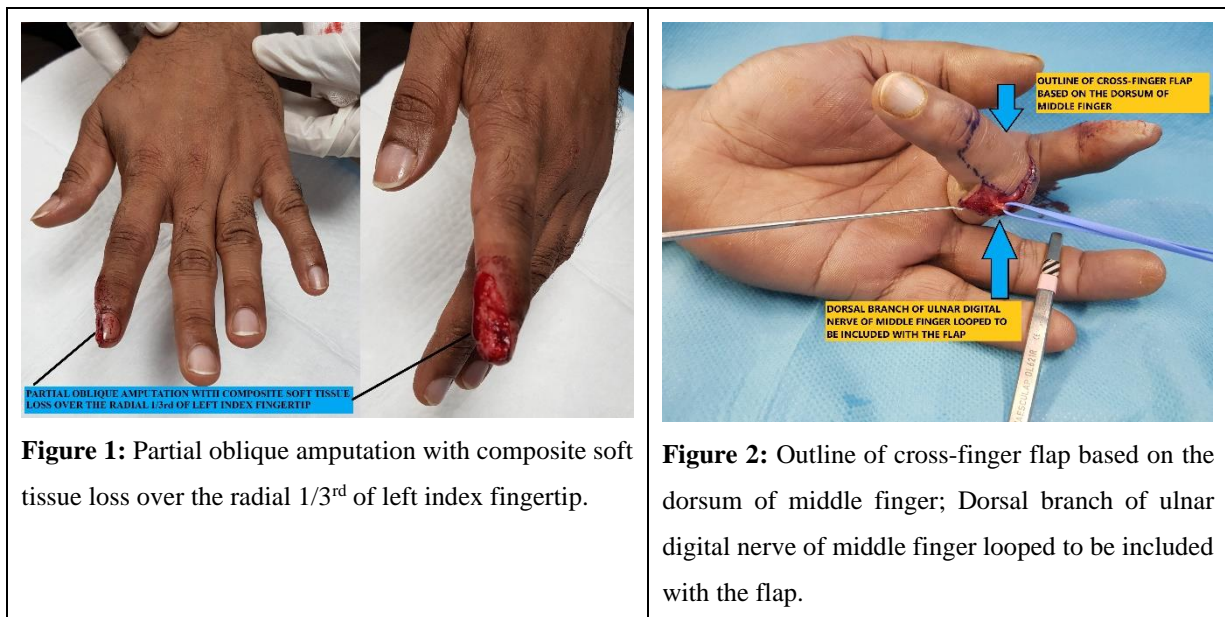 PARTIAL OBLIQUE AMPUTATION WITH COMPOSITE SOFT TISSUE
LOSS OVER THE RADIAL 1/3rd OF LEFT INDEX FINGERTIP
Figure 1: Partial oblique amputation with composite soft
tissue loss over the radial 1/3rd of left index fingertip.
OUTLINE OF CROSS-FINGER FLAP
BASED ON THE DORSUM OF
MIDDLE FINGER
DORSAL BRANCH OF ULNAR DIGITAL
NERVE OF MIDDLE FINGER LOOPED TO
BE INCLUDED WITH THE FLAP
AESCULAP
Figure 2: Outline of cross-finger flap based on the
dorsum of middle finger; Dorsal branch of ulnar
digital nerve of middle finger looped to be included
with the flap.